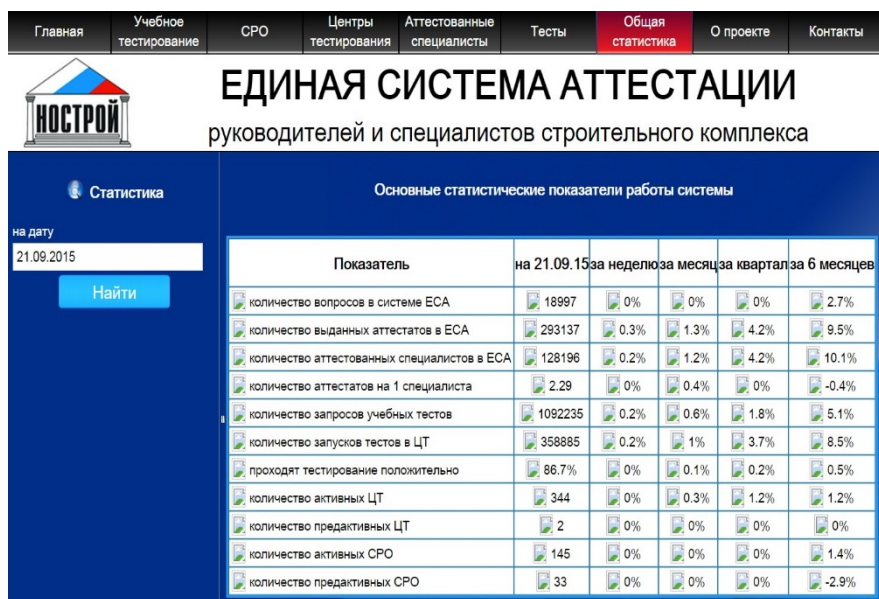 Главная Учебное тестирование СРО Центры тестирования Аттестованные специалисты Тесты Общая статистика О проекте Контакты
НОСТРОЙ
ЕДИНАЯ СИСТЕМА АТТЕСТАЦИИ
руководителей и специалистов строительного комплекса
Статистика
на дату
21.09.2015
Найти
Основные статистические показатели работы системы
Показатель на 21.09.15 за неделю за месяц за квартал за 6 месяцев
количество вопросов в системе ЕСА 18997 0% 0% 0% 2.7%
количество выданных аттестатов в ЕСА 293137 0.3% 1.3% 4.2% 9.5%
количество аттестованных специалистов в ЕСА 128196 0.2% 1.2% 4.2% 10.1%
количество аттестатов на 1 специалиста 2.29 0% 0.4% 0% -0.4%
количество запросов учебных тестов 1092235 0.2% 0.6% 1.8% 5.1%
количество запусков тестов в ЦТ 358885 0.2% 1% 3.7% 8.5%
проходят тестирование положительно 86.7% 0% 0.1% 0.2% 0.5%
количество активных ЦТ 344 0% 0.3% 1.2% 1.2%
количество предактивных ЦТ 2 0% 0% 0% 0%
количество активных СРО 145 0% 0% 0% 1.4%
количество предактивных СРО 33 0% 0% 0% -2.9%